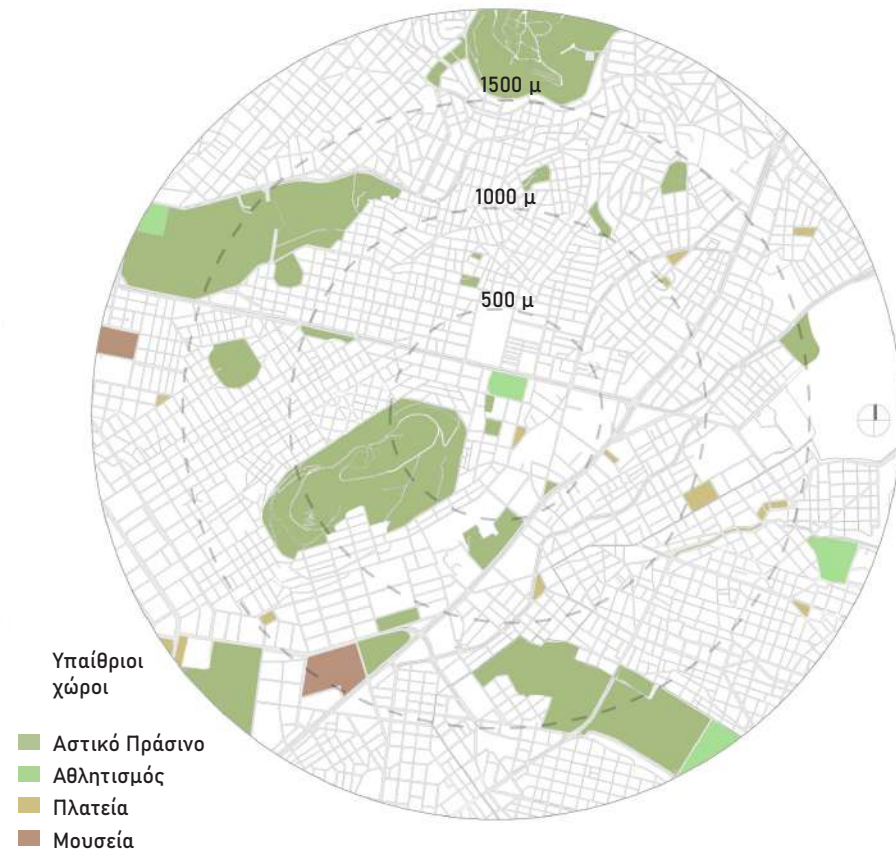 1500 μ
1000 μ
500 μ
Υπαίθριοι
χώροι
Αστικό Πράσινο
Αθλητισμός
Πλατεία
Μουσεία